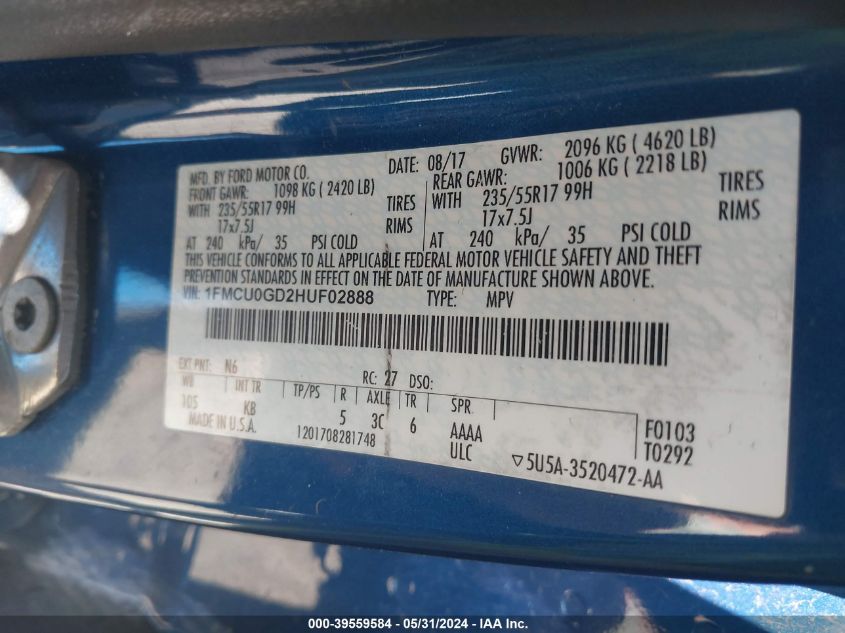 MFD. BY FORD MOTOR CO.
DATE: 08/17 GVWR: 2096 KG ( 4620 LB)
FRONT GAWR: 1098 KG ( 2420 LB) REAR GAWR: 1006 KG ( 2218 LB)
WITH 235/55R17 99H TIRES WITH 235/55R17 99H TIRES
17x7.5J RIMS 17x7.5J RIMS
AT 240 kPa/ 35 PSI COLD AT 240 kPa/ 35 PSI COLD
THIS VEHICLE CONFORMS TO ALL APPLICABLE FEDERAL MOTOR VEHICLE SAFETY AND THEFT
PREVENTION STANDARDS IN EFFECT ON THE DATE OF MANUFACTURE SHOWN ABOVE.
VIN: 1FMCU0GD2HUF02888 TYPE: MPV
EXT PNT: N6 RC: 27 DSO:
WB INT TR TP/PS R AXLE TR SPR
105 KB 5 3C 6 AAAA F0103
MADE IN U.S.A. 1201708281748 ULC T0292
▽5U5A-3520472-AA
000-39559584 - 05/31/2024 - IAA Inc.